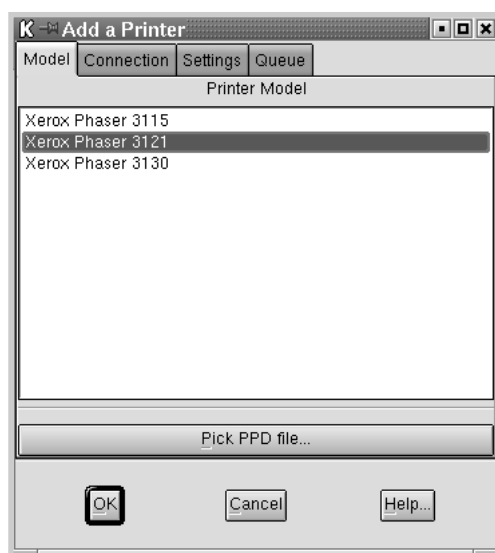 K Add a Printer
Model Connection Settings Queue
Printer Model
Xerox Phaser 3115
Xerox Phaser 3121
Xerox Phaser 3130
Pick PPD file...
OK Cancel Help...